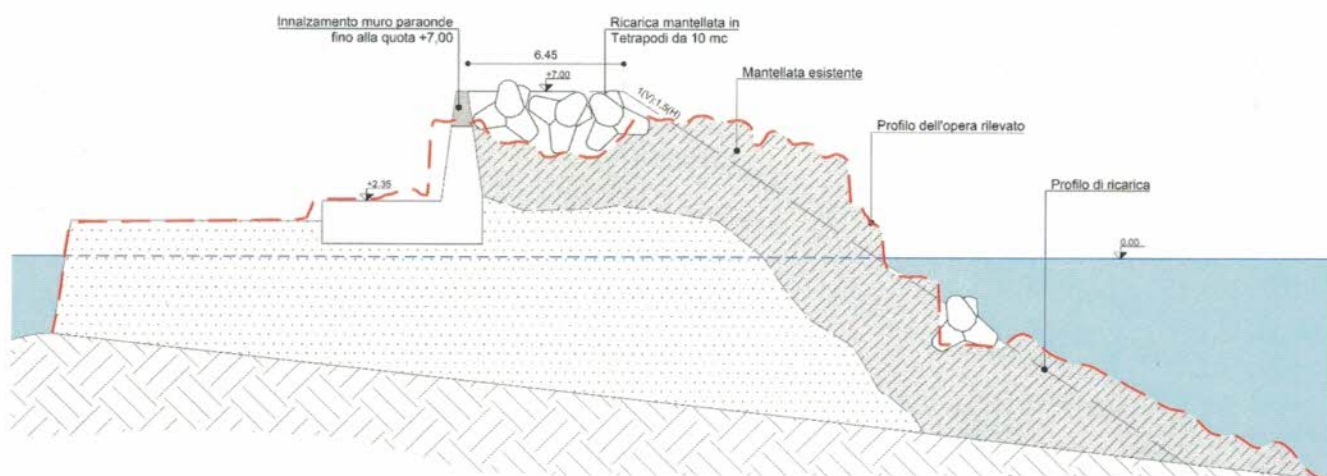 Innalzamento muro paraonde
fino alla quota +7,00
Ricarica mantellata in
Tetrapodi da 10 mc
6.45
+7.00
1(V):1,5(H)
Mantellata esistente
Profilo dell'opera rilevato
+2.35
Profilo di ricarica
0.00